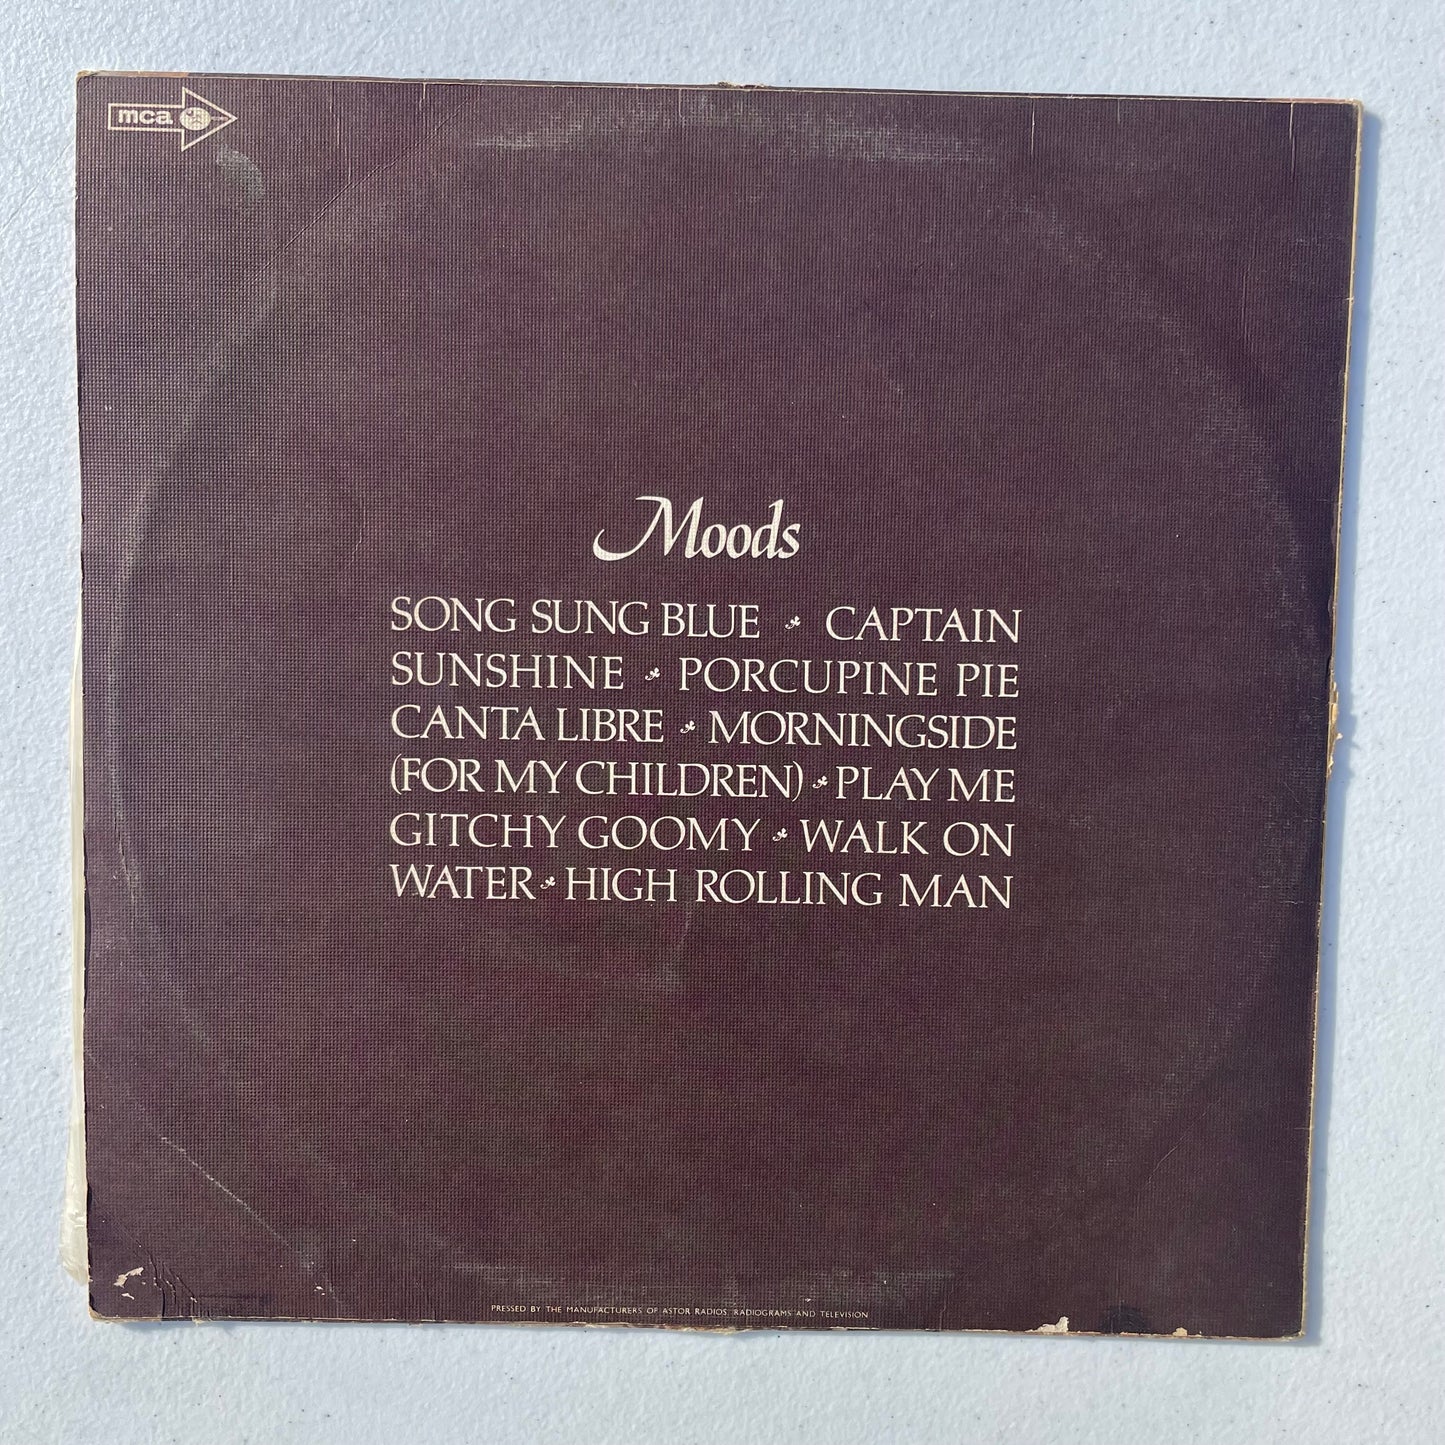 mca
Moods
SONG SUNG BLUE • CAPTAIN
SUNSHINE • PORCUPINE PIE
CANTA LIBRE • MORNINGSIDE
(FOR MY CHILDREN) • PLAY ME
GITCHY GOOMY • WALK ON
WATER • HIGH ROLLING MAN
PRESSED BY THE MANUFACTURERS OF ASTOR RADIOS, RADIOGRAMS AND TELEVISION